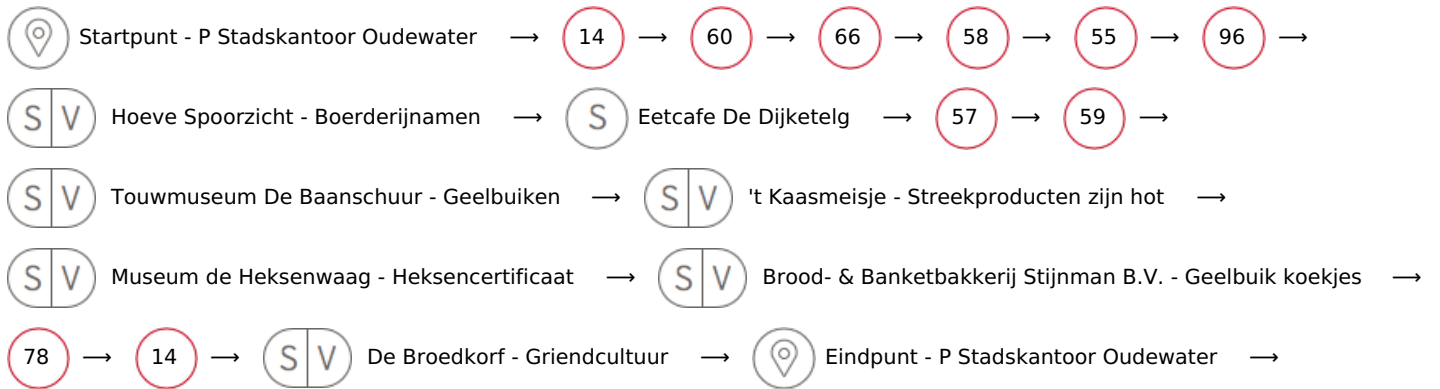 Startpunt - P Stadskantoor Oudewater → 14 → 60 → 66 → 58 → 55 → 96 →
S V Hoeve Spoorzicht - Boerderijnamen → S Eetcafe De Dijketelg → 57 → 59 →
S V Touwmuseum De Baanschuur - Geelbuiken → S V 't Kaasmeisje - Streekproducten zijn hot →
S V Museum de Heksenwaag - Heksencertificaat → S V Brood- & Banketbakkerij Stijnman B.V. - Geelbuik koekjes →
78 → 14 → S V De Broedkorf - Griendcultuur → Eindpunt - P Stadskantoor Oudewater →